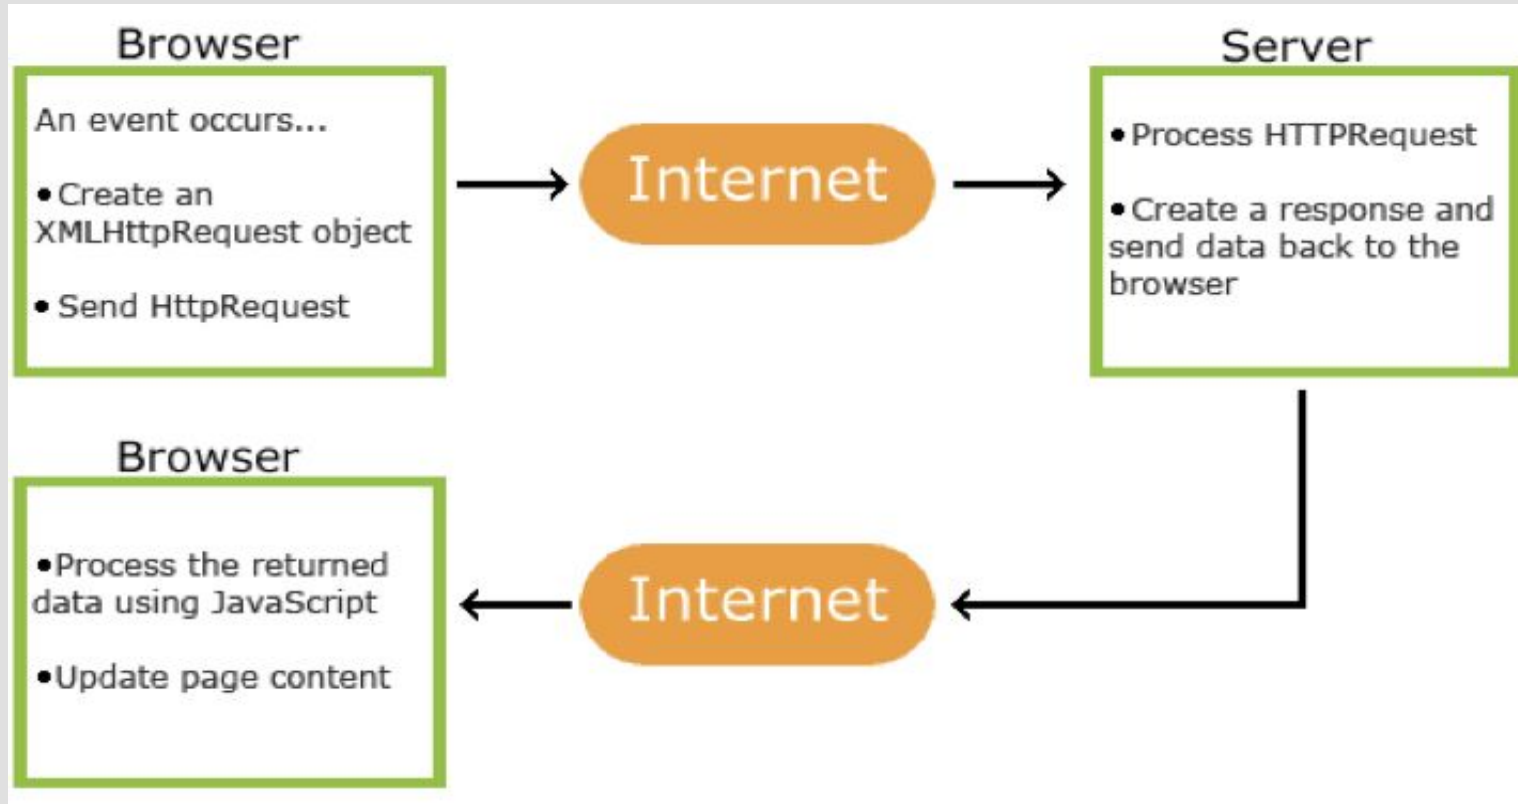 Browser
An event occurs...
•Create an
XMLHttpRequest object
• Send HttpRequest
Internet
Server
•Process HTTPRequest
•Create a response and
send data back to the
browser
Browser
•Process the returned
data using JavaScript
•Update page content
Internet